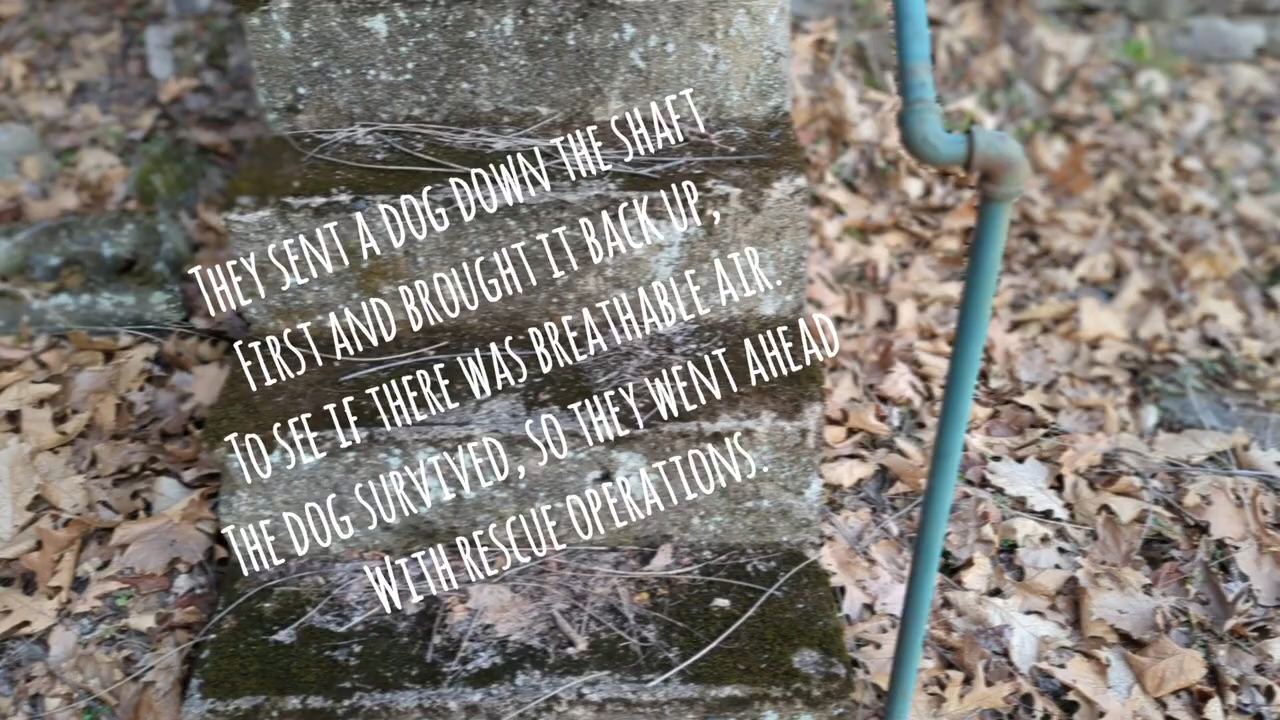 They sent a dog down the shaft
First and brought it back up,
To see if there was breathable air.
The dog survived, so they went ahead
With rescue operations.